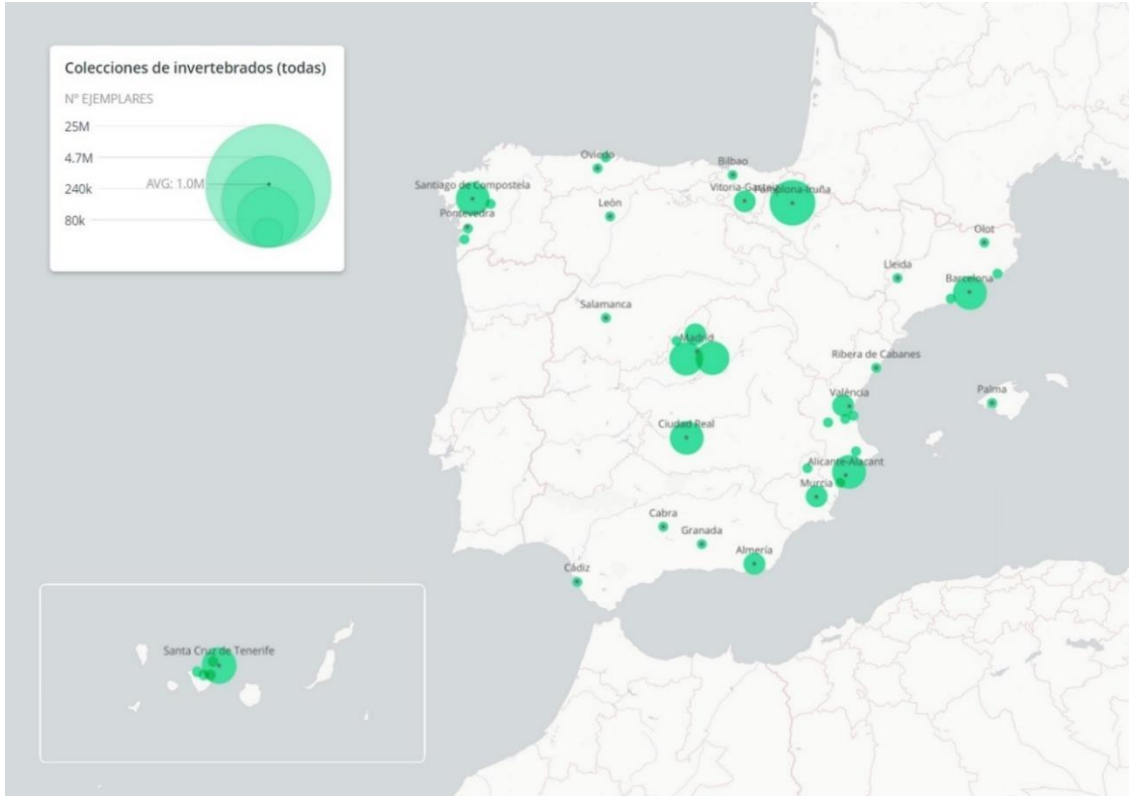 Colecciones de invertebrados (todas)
Nº EJEMPLARES
25M
4.7M
AVG: 1.0M
240k
80k
Oviedo
Bilbao
Santiago de Compostela
Vitoria-Gasteiz
Pamplona-Iruña
León
Pontevedra
Olot
Lleida
Barcelona
Salamanca
Madrid
Ribera de Cabanes
Palma
València
Ciudad Real
Alicante-Alacant
Murcia
Cabra
Granada
Almería
Cádiz
Santa Cruz de Tenerife